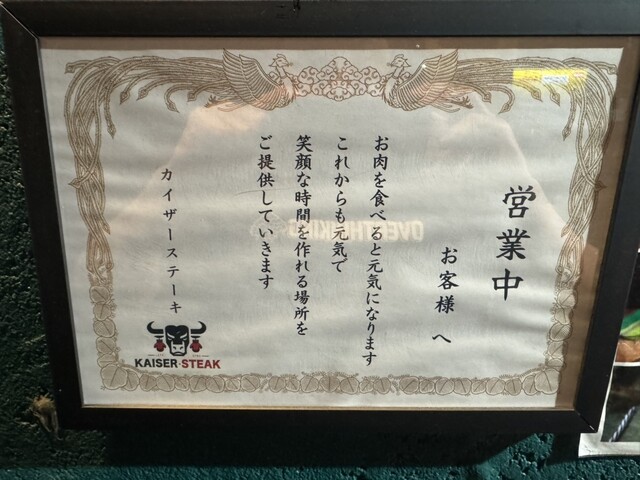 営業中
お客様へ
お肉を食べると元気になります
これからも元気で
笑顔な時間を作れる場所を
ご提供していきます
カイザーステーキ
KAISER·STEAK